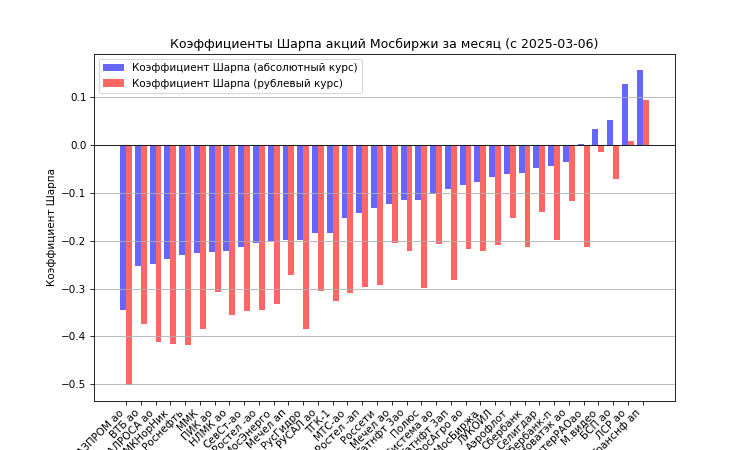 Коэффициенты Шарпа акций Мосбиржи за месяц (с 2025-03-06)
Коэффициент Шарпа (абсолютный курс)
Коэффициент Шарпа (рублевый курс)
Коэффициент Шарпа
0.1
0.0
−0.1
−0.2
−0.3
−0.4
−0.5
ВТБ ао
Роснефть
ММК
ПИК ао
НЛМК ао
СевСт-ао
Ростел -ао
Мечел ап
РусГидро
РУСАЛ ао
ТГК-1
МТС-ао
Ростел -ап
Россети
Мечел ао
Полюс
МосБиржа
ЛУКОЙЛ
Аэрофлот
Сбербанк
Селигдар
М.видео
БСП ао
ЛСР ао